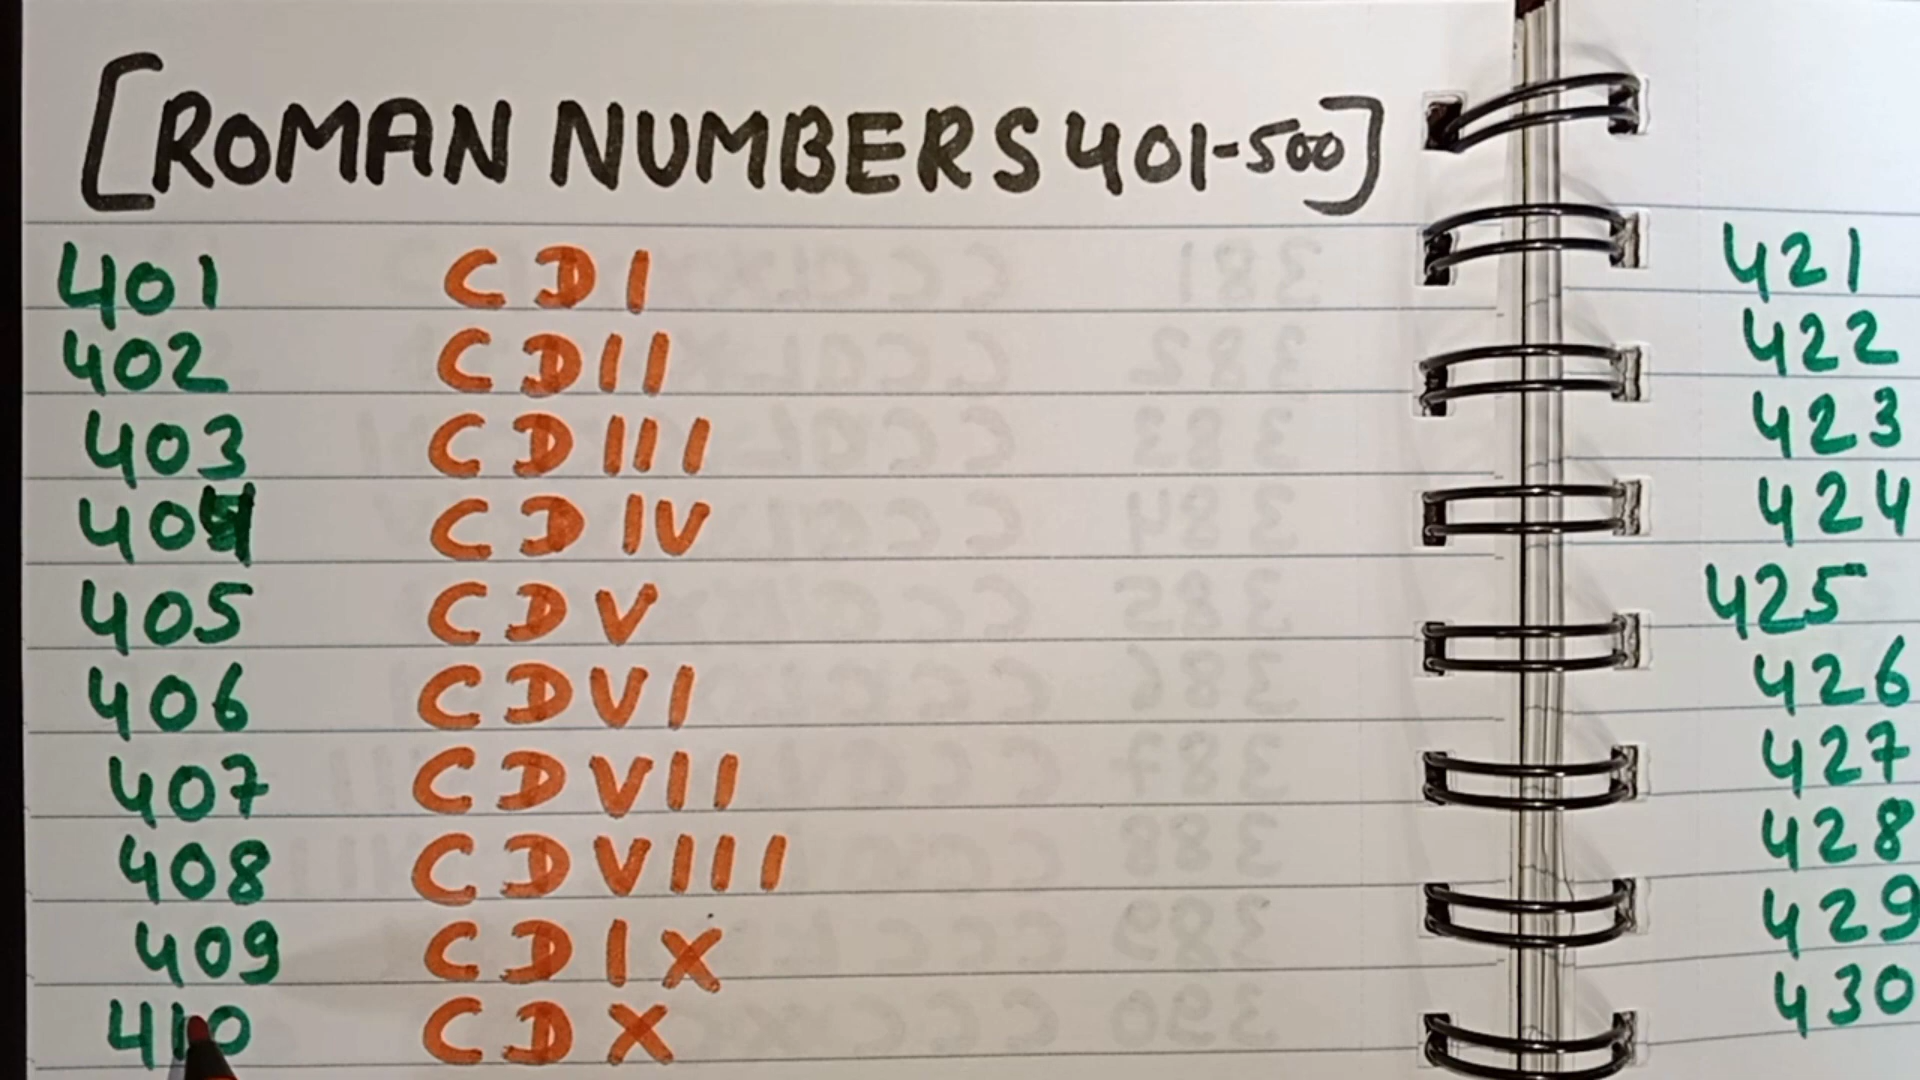 [ROMAN NUMBERS 401-500]
401 CDI
402 CDII
403 CDIII
404 CDIV
405 CDV
406 CDVI
407 CDVII
408 CDVIII
409 CDIX
410 CDX
421
422
423
424
425
426
427
428
429
430